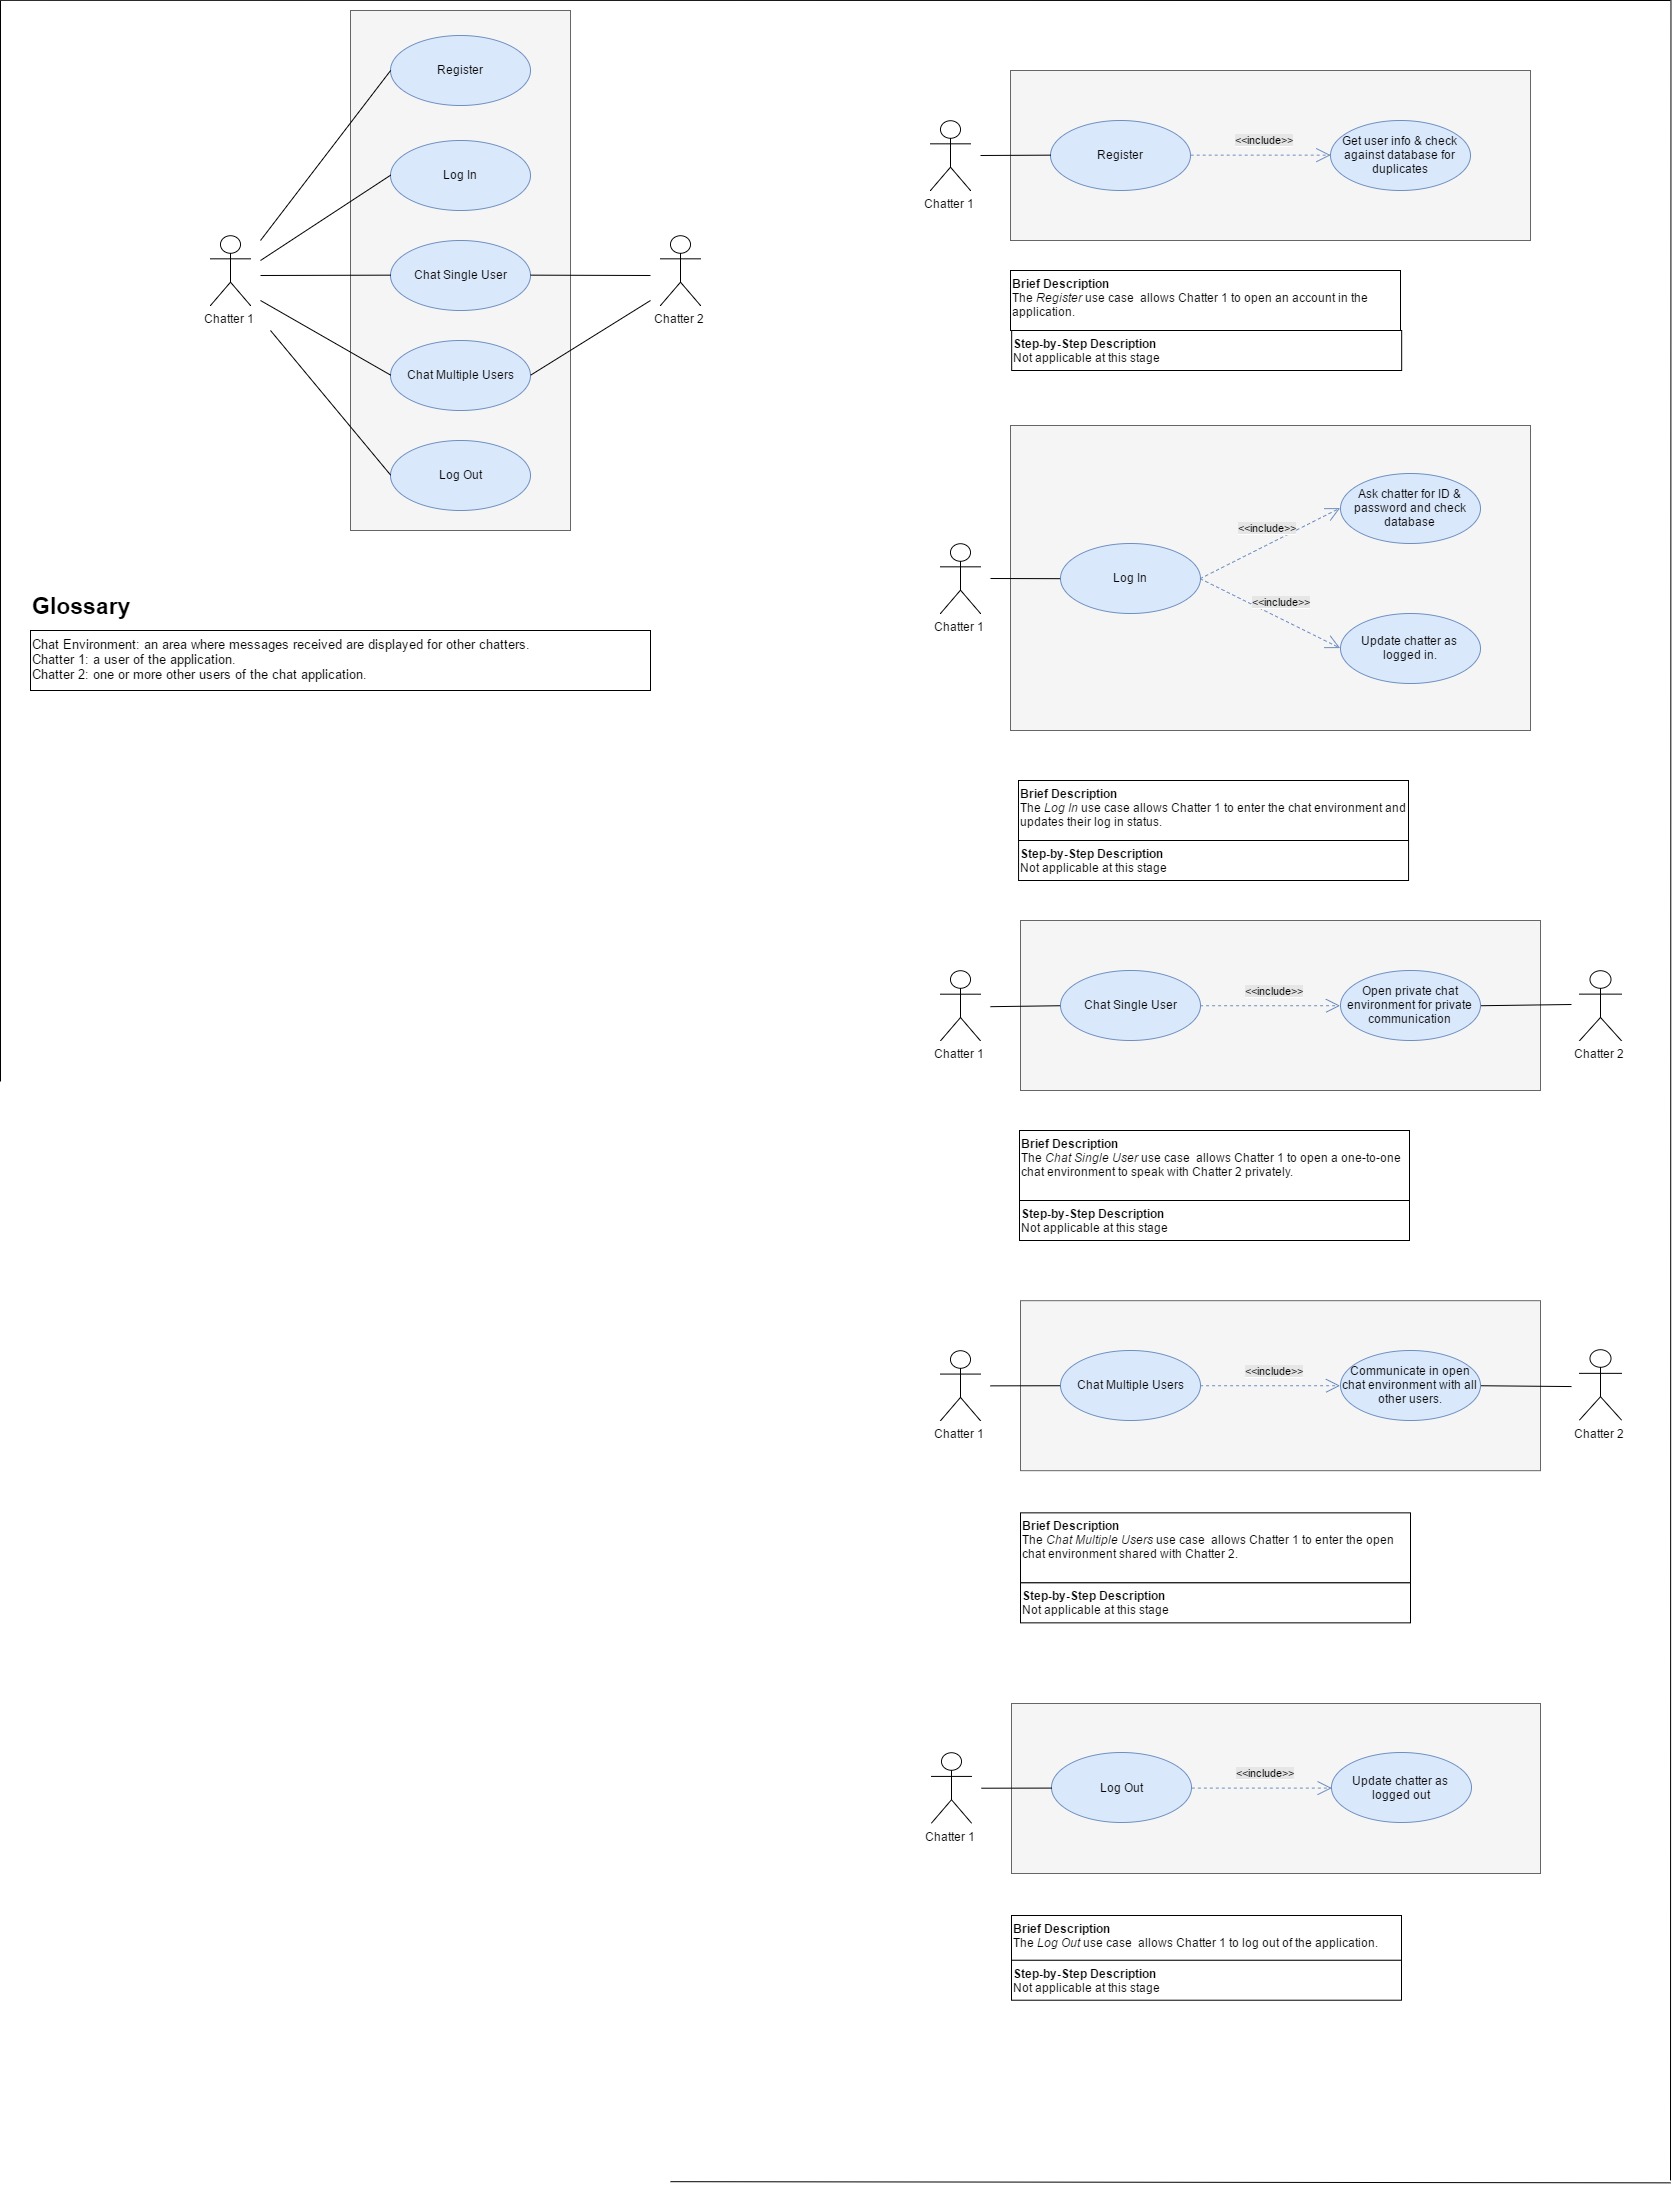 Register
Log In
Chat Single User
Chatter 1
Chatter 2
Chat Multiple Users
Log Out
Glossary
Chat Environment: an area where messages received are displayed for other chatters.
Chatter 1: a user of the application.
Chatter 2: one or more other users of the chat application.
Chatter 1
Register
<<include>>
Get user info & check
against database for
duplicates
Brief Description
The Register use case  allows Chatter 1 to open an account in the
application.
Step-by-Step Description
Not applicable at this stage
Chatter 1
Log In
<<include>>
Ask chatter for ID &
password and check
database
<<include>>
Update chatter as
logged in.
Brief Description
The Log In use case allows Chatter 1 to enter the chat environment and
updates their log in status.
Step-by-Step Description
Not applicable at this stage
Chatter 1
Chat Single User
<<include>>
Open private chat
environment for private
communication
Chatter 2
Brief Description
The Chat Single User use case  allows Chatter 1 to open a one-to-one
chat environment to speak with Chatter 2 privately.
Step-by-Step Description
Not applicable at this stage
Chatter 1
Chat Multiple Users
<<include>>
Communicate in open
chat environment with all
other users.
Chatter 2
Brief Description
The Chat Multiple Users use case  allows Chatter 1 to enter the open
chat environment shared with Chatter 2.
Step-by-Step Description
Not applicable at this stage
Chatter 1
Log Out
<<include>>
Update chatter as
logged out
Brief Description
The Log Out use case  allows Chatter 1 to log out of the application.
Step-by-Step Description
Not applicable at this stage